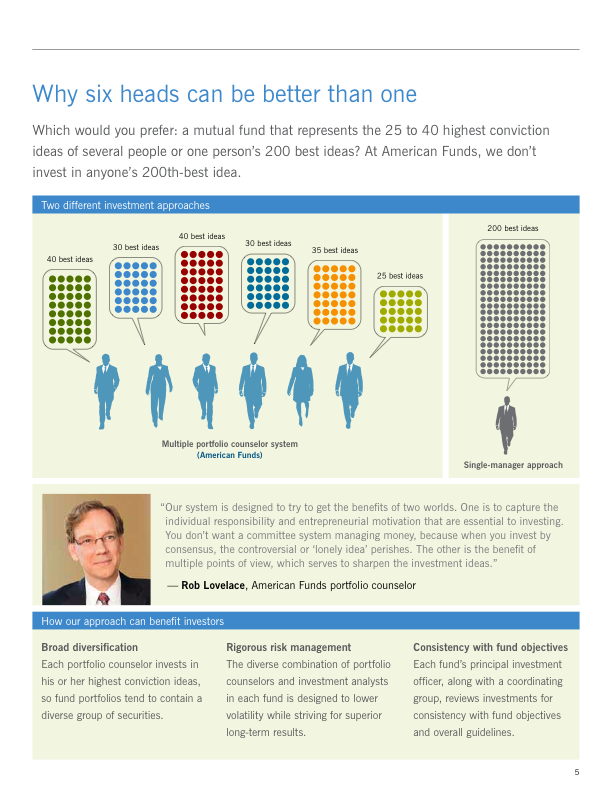 Why six heads can be better than one
Which would you prefer: a mutual fund that represents the 25 to 40 highest conviction
ideas of several people or one person's 200 best ideas? At American Funds, we don't
invest in anyone's 200th-best idea.
Two different investment approaches
40 best ideas
30 best ideas
40 best ideas
30 best ideas
35 best ideas
25 best ideas
200 best ideas
Multiple portfolio counselor system
(American Funds)
Single-manager approach
“Our system is designed to try to get the benefits of two worlds. One is to capture the
individual responsibility and entrepreneurial motivation that are essential to investing.
You don't want a committee system managing money, because when you invest by
consensus, the controversial or ‘lonely idea’ perishes. The other is the benefit of
multiple points of view, which serves to sharpen the investment ideas.”
— Rob Lovelace, American Funds portfolio counselor
How our approach can benefit investors
Broad diversification
Each portfolio counselor invests in
his or her highest conviction ideas,
so fund portfolios tend to contain a
diverse group of securities.
Rigorous risk management
The diverse combination of portfolio
counselors and investment analysts
in each fund is designed to lower
volatility while striving for superior
long-term results.
Consistency with fund objectives
Each fund's principal investment
officer, along with a coordinating
group, reviews investments for
consistency with fund objectives
and overall guidelines.
5